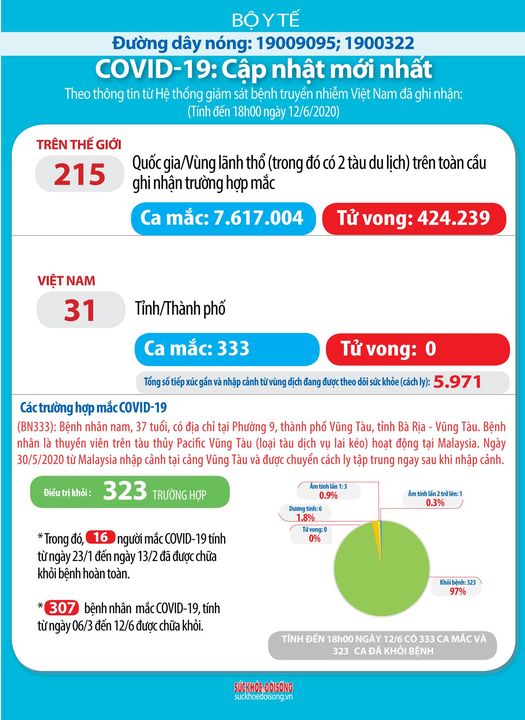 BỘ Y TẾ
Đường dây nóng: 19009095; 1900322
COVID-19: Cập nhật mới nhất
Theo thông tin từ Hệ thống giám sát bệnh truyền nhiễm Việt Nam đã ghi nhận:
(Tính đến 18h00 ngày 12/6/2020)
TRÊN THẾ GIỚI
215
Quốc gia/Vùng lãnh thổ (trong đó có 2 tàu du lịch) trên toàn cầu
ghi nhận trường hợp mắc
Ca mắc: 7.617.004
Tử vong: 424.239
VIỆT NAM
31
Tỉnh/Thành phố
Ca mắc: 333
Tử vong: 0
Tổng số tiếp xúc gần và nhập cảnh từ vùng dịch đang được theo dõi sức khỏe (cách ly): 5.971
Các trường hợp mắc COVID-19
(BN333): Bệnh nhân nam, 37 tuổi, có địa chỉ tại Phường 9, thành phố Vũng Tàu, tỉnh Bà Rịa - Vũng Tàu. Bệnh
nhân là thuyền viên trên tàu thủy Pacific Vũng Tàu (loại tàu dịch vụ lai kéo) hoạt động tại Malaysia. Ngày
30/5/2020 từ Malaysia nhập cảnh tại cảng Vũng Tàu và được chuyển cách ly tập trung ngay sau khi nhập cảnh.
Điều trị khỏi: 323 TRƯỜNG HỢP
* Trong đó, 16 người mắc COVID-19 tính
từ ngày 23/1 đến ngày 13/2 đã được chữa
khỏi bệnh hoàn toàn.
* 307 bệnh nhân mắc COVID-19, tính
từ ngày 06/3 đến 12/6 được chữa khỏi.
Âm tính lần 1: 3
0.9%
Âm tính lần 2 trở lên: 1
0.3%
Dương tính: 6
1.8%
Tử vong: 0
0%
Khỏi bệnh: 323
97%
TÍNH ĐẾN 18H00 NGÀY 12/6 CÓ 333 CA MẮC VÀ
323 CA ĐÃ KHỎI BỆNH
SỨC KHỎE & ĐỜI SỐNG
suckhoedoisong.vn